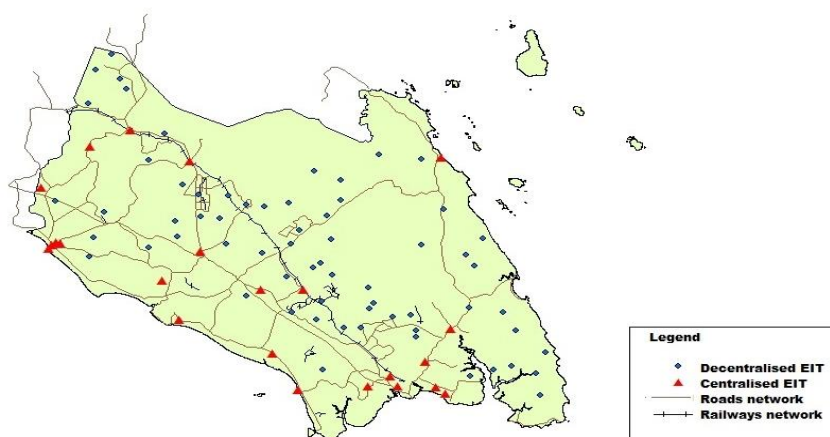 Legend
Decentralised EIT
Centralised EIT
Roads network
Railways network